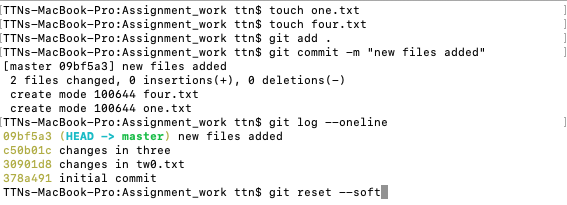 [TTNs-MacBook-Pro:Assignment_work ttn$ touch one.txt ]
[TTNs-MacBook-Pro:Assignment_work ttn$ touch four.txt ]
[TTNs-MacBook-Pro:Assignment_work ttn$ git add . ]
[TTNs-MacBook-Pro:Assignment_work ttn$ git commit -m "new files added" ]
[master 09bf5a3] new files added
2 files changed, 0 insertions(+), 0 deletions(-)
create mode 100644 four.txt
create mode 100644 one.txt
[TTNs-MacBook-Pro:Assignment_work ttn$ git log --oneline ]
09bf5a3 (HEAD -> master) new files added
c50b01c changes in three
30901d8 changes in tw0.txt
378a491 initial commit
TTNs-MacBook-Pro:Assignment_work ttn$ git reset --soft